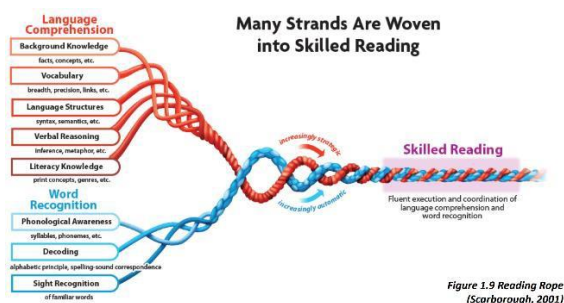 Many Strands Are Woven
into Skilled Reading
Language
Comprehension
Background Knowledge
facts, concepts, etc.
Vocabulary
breadth, precision, links, etc.
Language Structures
syntax, semantics, etc.
Verbal Reasoning
inference, metaphor, etc.
Literacy Knowledge
print concepts, genres, etc.
Word
Recognition
Phonological Awareness
syllables, phonemes, etc.
Decoding
alphabetic principle, spelling-sound correspondence
Sight Recognition
of familiar words
increasingly strategic
increasingly automatic
Skilled Reading
Fluent execution and coordination of
language comprehension and
word recognition
Figure 1.9 Reading Rope
(Scarborough, 2001)